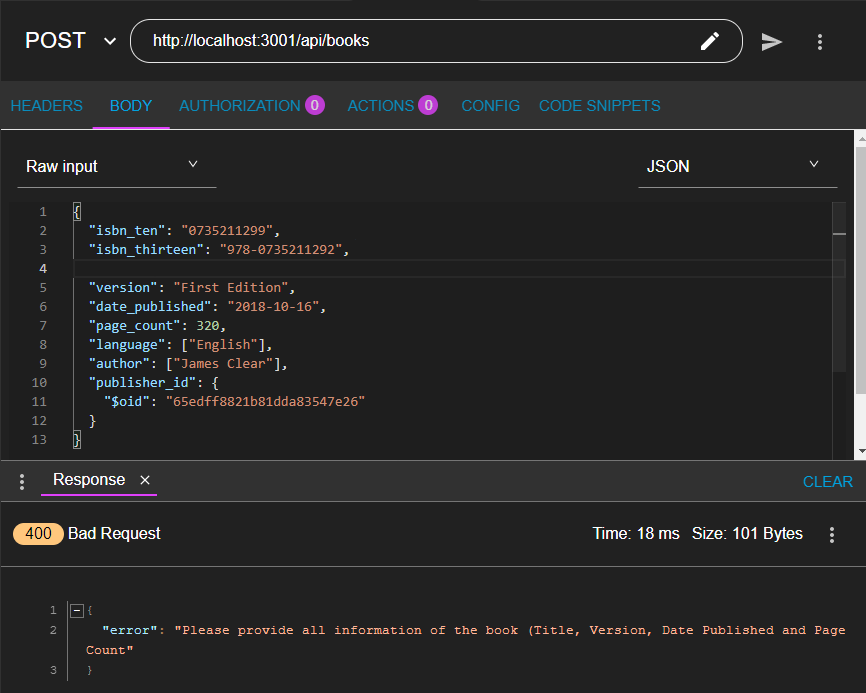 POST http://localhost:3001/api/books
HEADERS BODY AUTHORIZATION 0 ACTIONS 0 CONFIG CODE SNIPPETS
Raw input JSON
1 {
2 "isbn_ten": "0735211299",
3 "isbn_thirteen": "978-0735211292",
4
5 "version": "First Edition",
6 "date_published": "2018-10-16",
7 "page_count": 320,
8 "language": ["English"],
9 "author": ["James Clear"],
10 "publisher_id": {
11 "$oid": "65edff8821b81dda83547e26"
12 }
13 }
Response × CLEAR
400 Bad Request Time: 18 ms Size: 101 Bytes
1 {
2 "error": "Please provide all information of the book (Title, Version, Date Published and Page
Count"
3 }